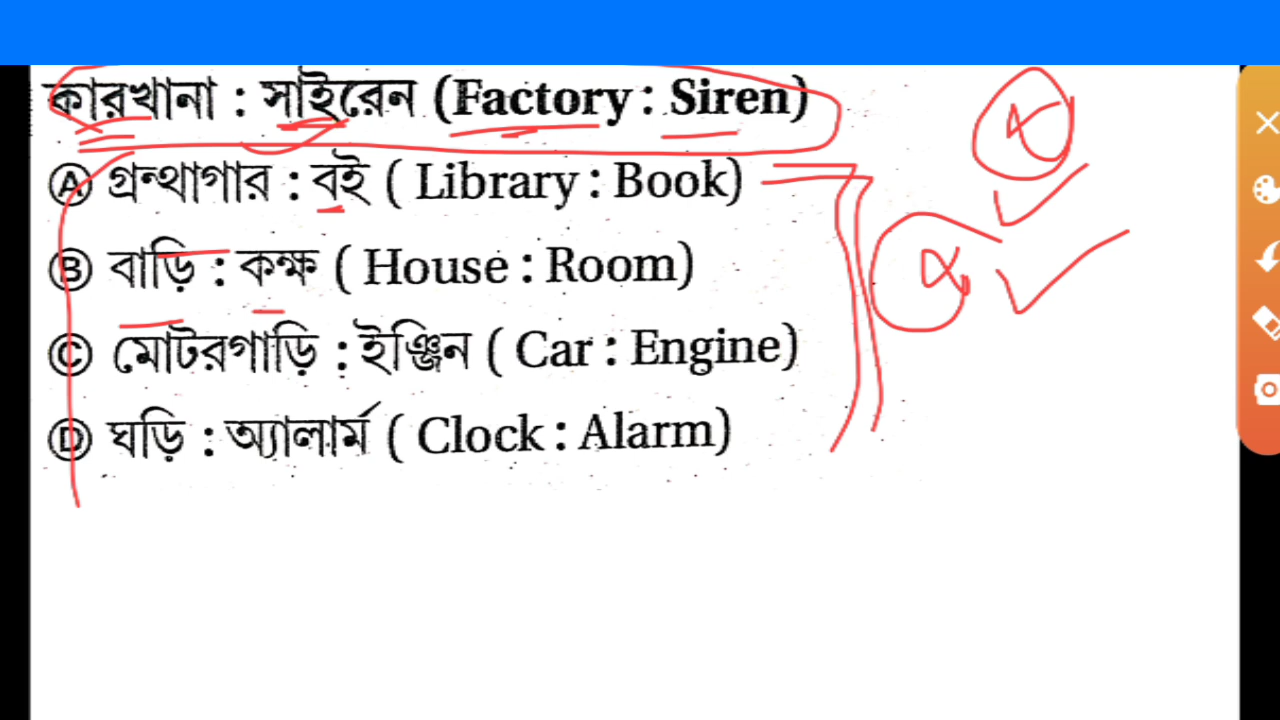 কারখানা : সাইরেন (Factory : Siren)
Ⓐ গ্রন্থাগার : বই ( Library : Book)
Ⓑ বাড়ি : কক্ষ ( House : Room)
Ⓒ মোটরগাড়ি : ইঞ্জিন ( Car : Engine)
Ⓓ ঘড়ি : অ্যালার্ম ( Clock : Alarm)